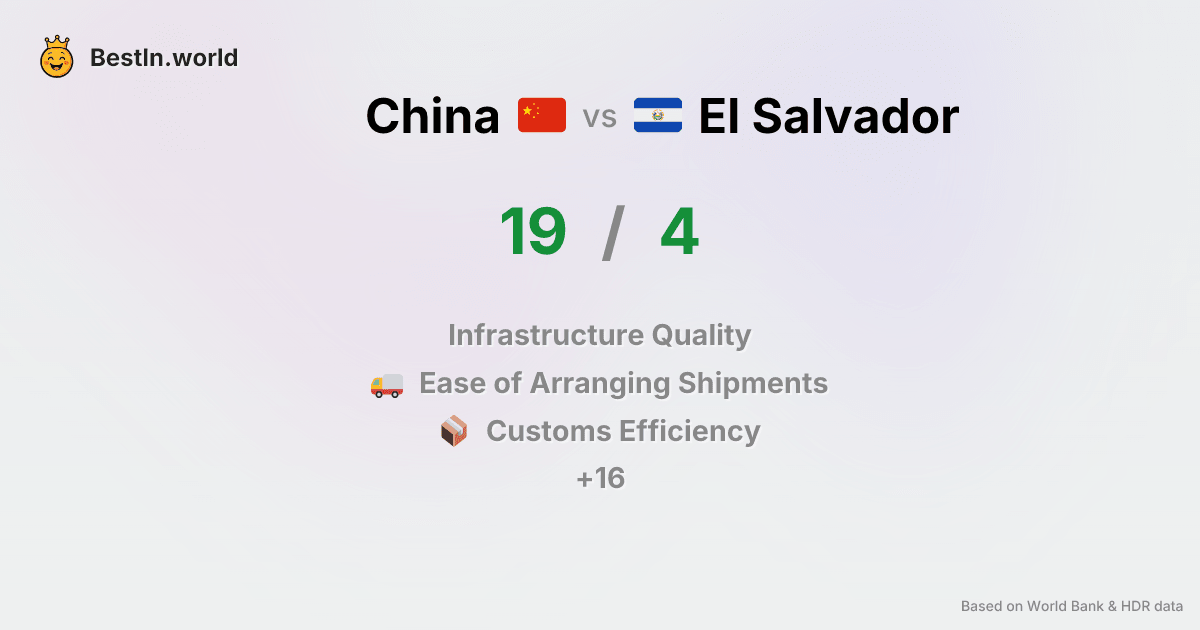 BestIn.world
China vs El Salvador
19 / 4
Infrastructure Quality
Ease of Arranging Shipments
Customs Efficiency
+16
Based on World Bank & HDR data